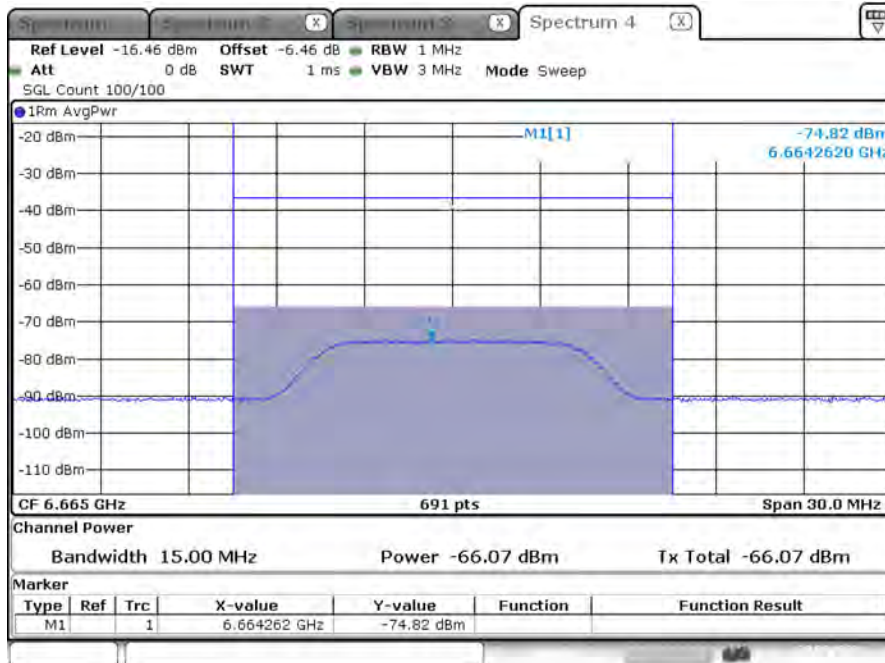 Spectrum Spectrum 2 X Spectrum 3 X Spectrum 4 X
Ref Level -16.46 dBm Offset -6.46 dB RBW 1 MHz
Att 0 dB SWT 1 ms VBW 3 MHz Mode Sweep
SGL Count 100/100
1Rm AvgPwr
M1[1] -74.82 dBm
6.6642620 GHz
-20 dBm
-30 dBm
-40 dBm
-50 dBm
-60 dBm
-70 dBm
-80 dBm
-90 dBm
-100 dBm
-110 dBm
CF 6.665 GHz 691 pts Span 30.0 MHz
Channel Power
Bandwidth 15.00 MHz Power -66.07 dBm Tx Total -66.07 dBm
Marker
Type Ref Trc X-value Y-value Function Function Result
M1 1 6.664262 GHz -74.82 dBm